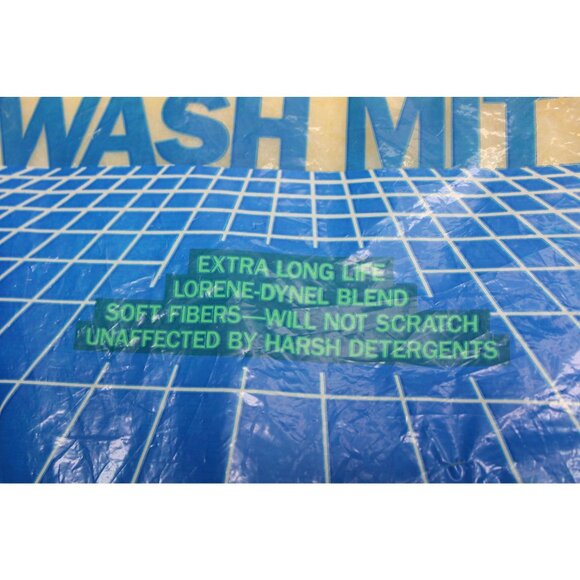 WASH MIT
EXTRA LONG LIFE
LORENE-DYNEL BLEND
SOFT FIBERS—WILL NOT SCRATCH
UNAFFECTED BY HARSH DETERGENTS